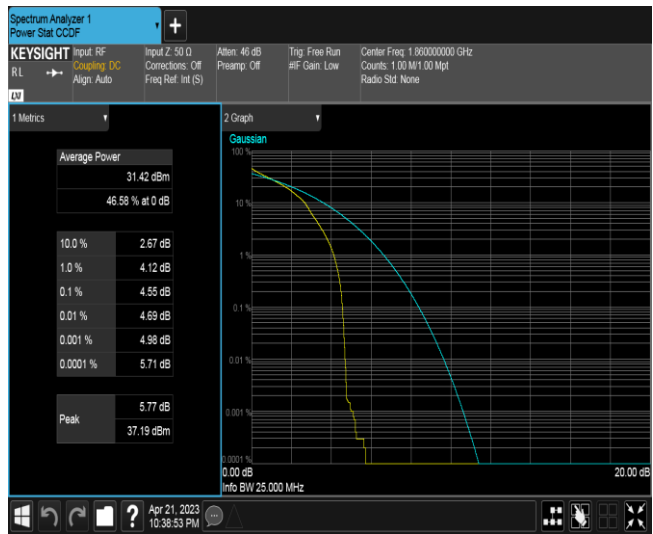 Spectrum Analyzer 1
Power Stat CCDF
+
KEYSIGHT
RL
LXI
Input: RF
Coupling: DC
Align: Auto
Input Z: 50 Ω
Corrections: Off
Freq Ref: Int (S)
Atten: 46 dB
Preamp: Off
Trig: Free Run
#IF Gain: Low
Center Freq: 1.860000000 GHz
Counts: 1.00 M/1.00 Mpt
Radio Std: None
1 Metrics
Average Power
31.42 dBm
46.58 % at 0 dB
10.0 % 2.67 dB
1.0 % 4.12 dB
0.1 % 4.55 dB
0.01 % 4.69 dB
0.001 % 4.98 dB
0.0001 % 5.71 dB
Peak
5.77 dB
37.19 dBm
2 Graph
Gaussian
100 %
10 %
1 %
0.1 %
0.01 %
0.001 %
0.0001 %
0.00 dB 20.00 dB
Info BW 25.000 MHz
?
Apr 21, 2023
10:38:53 PM